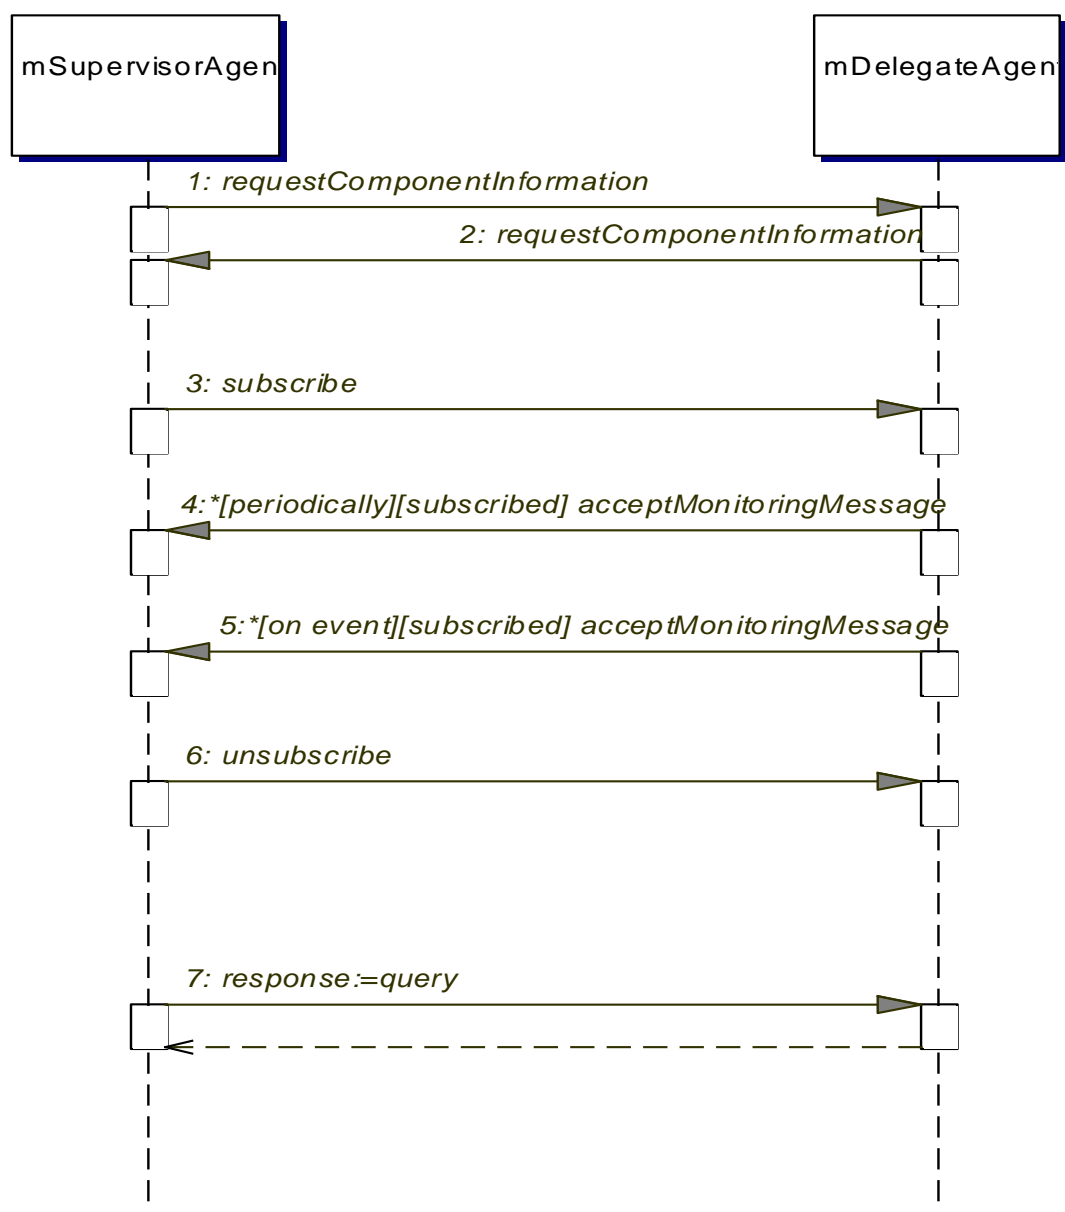 mSupervisorAgen
mDelegateAgent
1: requestComponentInformation
2: requestComponentInformation
3: subscribe
4:*[periodically][subscribed] acceptMonitoringMessage
5:*[on event][subscribed] acceptMonitoringMessage
6: unsubscribe
7: response:=query